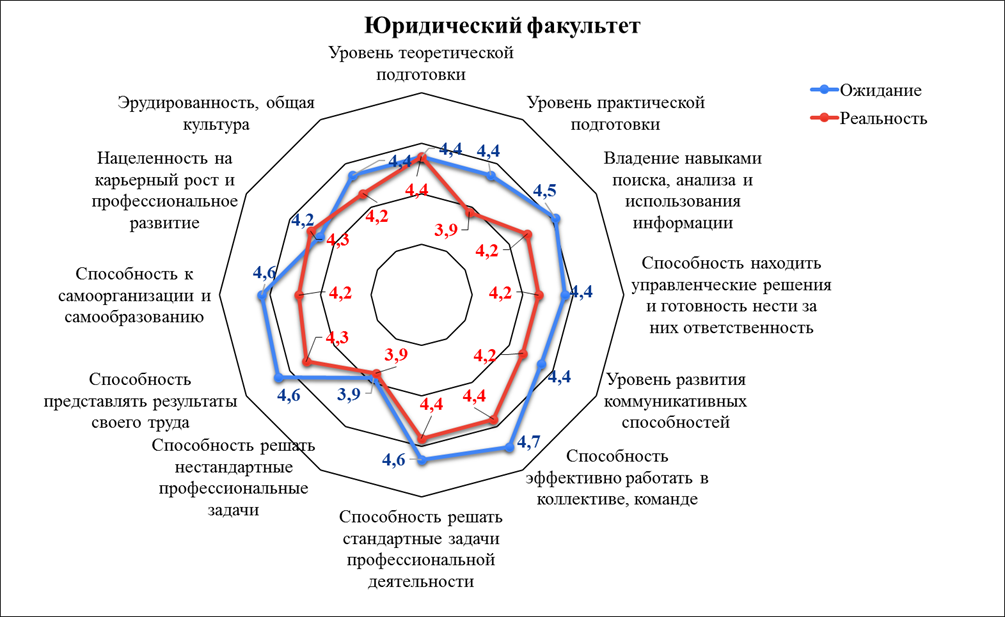 Юридический факультет
Уровень теоретической
подготовки
Эрудированность, общая
культура
Уровень практической
подготовки
Ожидание
Реальность
Нацеленность на
карьерный рост и
профессиональное
развитие
Владение навыками
поиска, анализа и
использования
информации
Способность к
самоорганизации и
самообразованию
Способность находить
управленческие решения
и готовность нести за
них ответственность
Способность
представлять результаты
своего труда
Уровень развития
коммуникативных
способностей
Способность решать
нестандартные
профессиональные
задачи
Способность
эффективно работать в
коллективе, команде
Способность решать
стандартные задачи
профессиональной
деятельности
4,4
4,4
4,5
4,4
4,4
4,7
4,6
3,9
4,6
4,6
4,2
4,4
4,4
3,9
4,2
4,2
4,2
4,4
4,4
3,9
4,3
4,2
4,3
4,2